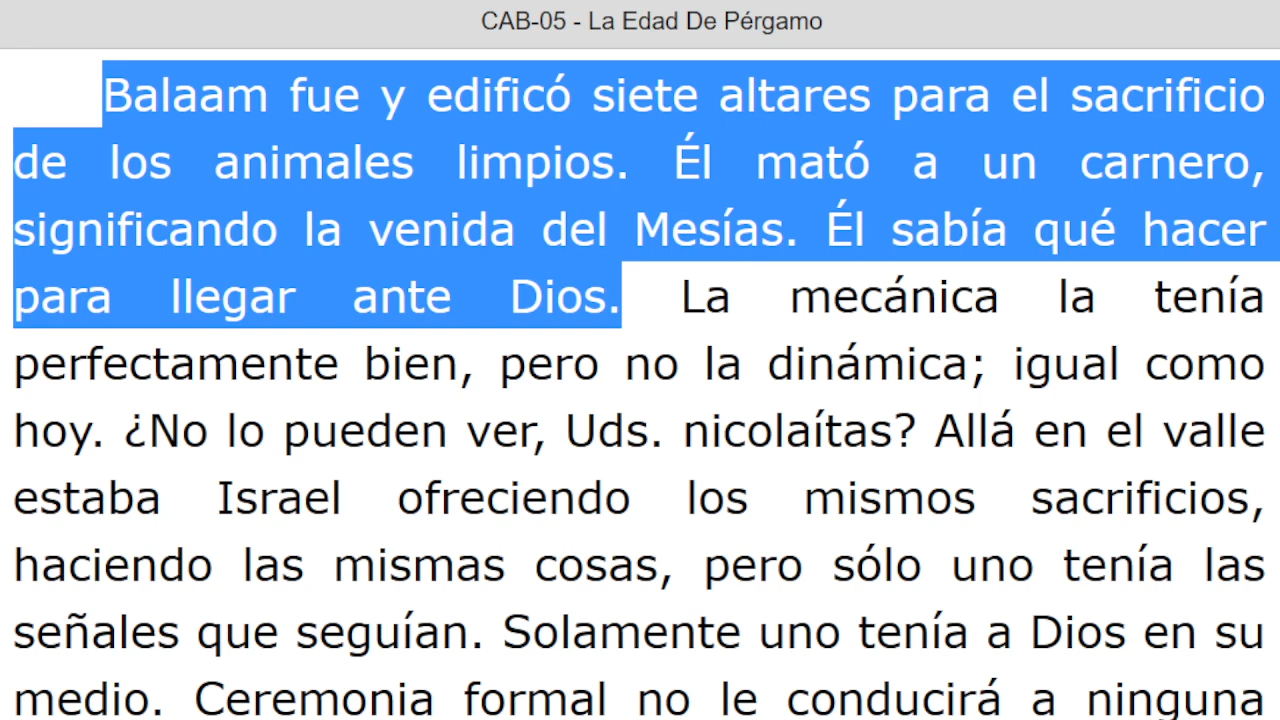 CAB-05 - La Edad De Pérgamo
Balaam fue y edificó siete altares para el sacrificio
de los animales limpios. Él mató a un carnero,
significando la venida del Mesías. Él sabía qué hacer
para llegar ante Dios. La mecánica la tenía
perfectamente bien, pero no la dinámica; igual como
hoy. ¿No lo pueden ver, Uds. nicolaítas? Allá en el valle
estaba Israel ofreciendo los mismos sacrificios,
haciendo las mismas cosas, pero sólo uno tenía las
señales que seguían. Solamente uno tenía a Dios en su
medio. Ceremonia formal no le conducirá a ninguna